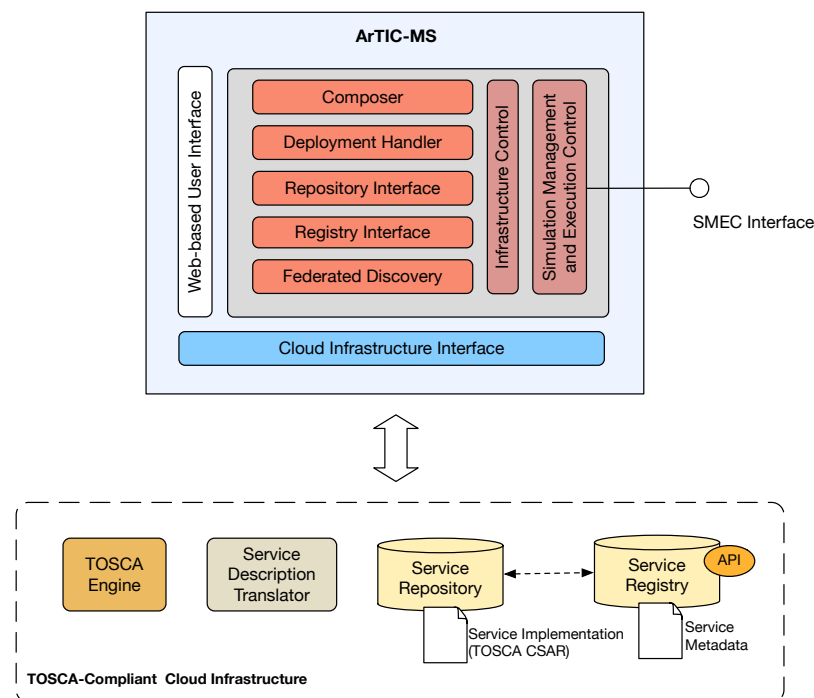 ArTIC-MS
Web-based User Interface
Composer
Deployment Handler
Repository Interface
Registry Interface
Federated Discovery
Infrastructure Control
Simulation Management
and Execution Control
SMEC Interface
Cloud Infrastructure Interface
TOSCA
Engine
Service
Description
Translator
Service
Repository
Service
Registry
API
Service Implementation
(TOSCA CSAR)
Service
Metadata
TOSCA-Compliant Cloud Infrastructure